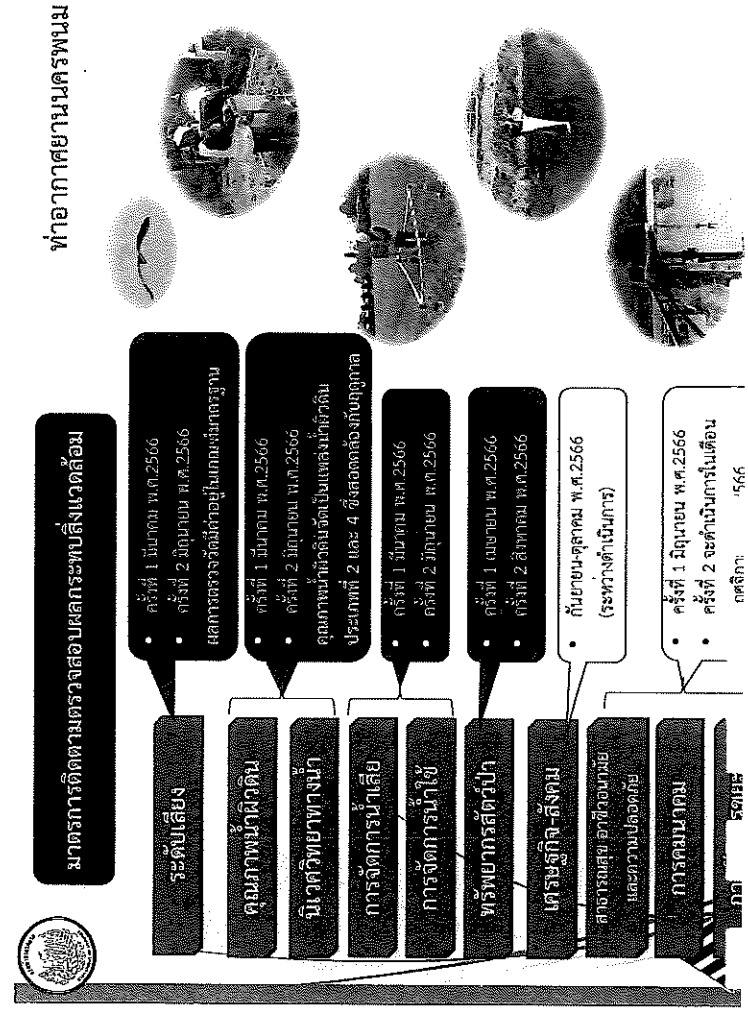 ท่าอากาศยานนครพนม
มาตรการติดตามตรวจสอบผลกระทบสิ่งแวดล้อม
ระดับเสียง
• ครั้งที่ 1 มีนาคม พ.ศ.2566
• ครั้งที่ 2 มิถุนายน พ.ศ.2566
ผลการตรวจวัดมีค่าอยู่ในเกณฑ์มาตรฐาน
คุณภาพน้ำผิวดิน
นิเวศวิทยาทางน้ำ
• ครั้งที่ 1 มีนาคม พ.ศ.2566
• ครั้งที่ 2 มิถุนายน พ.ศ.2566
คุณภาพน้ำผิวดินจัดเป็นแหล่งน้ำผิวดิน
ประเภทที่ 2 และ 4 ซึ่งสอดคล้องกับฤดูกาล
การจัดการน้ำเสีย
การจัดการน้ำใช้
• ครั้งที่ 1 มีนาคม พ.ศ.2566
• ครั้งที่ 2 มิถุนายน พ.ศ.2566
ทรัพยากรสัตว์ป่า
• ครั้งที่ 1 เมษายน พ.ศ.2566
• ครั้งที่ 2 สิงหาคม พ.ศ.2566
เศรษฐกิจ-สังคม
• กันยายน-ตุลาคม พ.ศ.2566
(ระหว่างดำเนินการ)
สาธารณสุข อาชีวอนามัย
และความปลอดภัย
การคมนาคม
• ครั้งที่ 1 มิถุนายน พ.ศ.2566
• ครั้งที่ 2 จะดำเนินการในเดือน